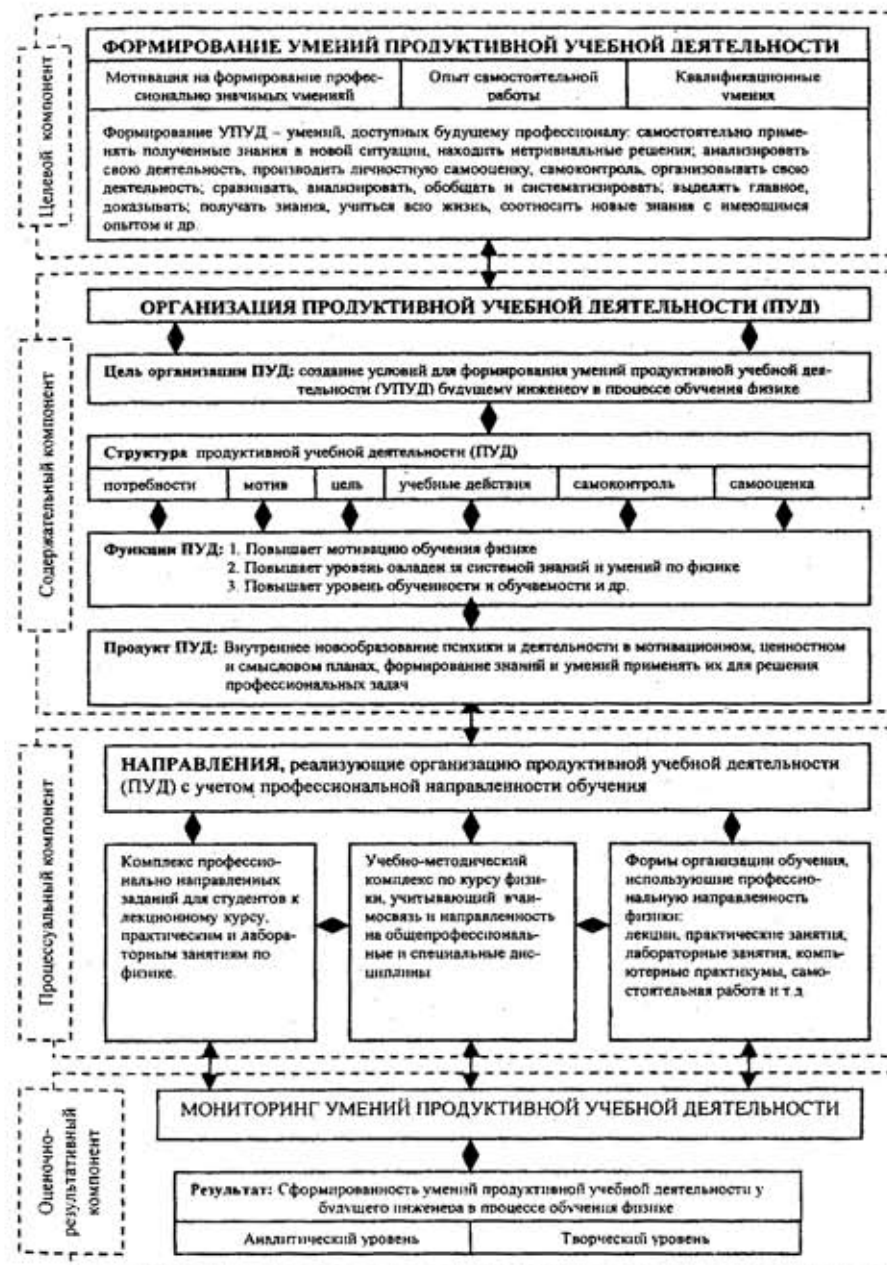 Целевой компонент
ФОРМИРОВАНИЕ УМЕНИЙ ПРОДУКТИВНОЙ УЧЕБНОЙ ДЕЯТЕЛЬНОСТИ
Мотивация на формирование профес-
сионально значимых умений
Опыт самостоятельной
работы
Квалификационные
умения
Формирование УПУД – умений, доступных будущему профессионалу: самостоятельно приме-
нять полученные знания в новой ситуации, находить нетривиальные решения; анализировать
свою деятельность, производить личностную самооценку, самоконтроль, организовывать свою
деятельность; сравнивать, анализировать, обобщать и систематизировать; выделять главное,
доказывать; получать знания, учиться всю жизнь, соотносить новые знания с имеющимся
опытом и др.
Содержательный компонент
ОРГАНИЗАЦИЯ ПРОДУКТИВНОЙ УЧЕБНОЙ ДЕЯТЕЛЬНОСТИ (ПУД)
Цель организации ПУД: создание условий для формирования умений продуктивной учебной дея-
тельности (УПУД) будущему инженеру в процессе обучения физике
Структура продуктивной учебной деятельности (ПУД)
потребности
мотив
цель
учебные действия
самоконтроль
самооценка
Функции ПУД: 1. Повышает мотивацию обучения физике
2. Повышает уровень овладен ия системой знаний и умений по физике
3. Повышает уровень обученности и обучаемости и др.
Продукт ПУД: Внутреннее новообразование психики и деятельности в мотивационном, ценностном
и смысловом планах, формирование знаний и умений применять их для решения
профессиональных задач
Процессуальный компонент
НАПРАВЛЕНИЯ, реализующие организацию продуктивной учебной деятельности
(ПУД) с учетом профессиональной направленности обучения
Комплекс профессио-
нально направленных
заданий для студентов к
лекционному курсу,
практическим и лабора-
торным занятиям по
физике.
Учебно-методический
комплекс по курсу физи-
ки, учитывающий взаи-
мосвязь и направленность
на общепрофессиональ-
ные и специальные дис-
циплины
Формы организации обучения,
использующие профессио-
нальную направленность
физики:
лекции, практические занятия,
лабораторные занятия, компь-
ютерные практикумы, само-
стоятельная работа и т.д
Оценочно-
результативный
компонент
МОНИТОРИНГ УМЕНИЙ ПРОДУКТИВНОЙ УЧЕБНОЙ ДЕЯТЕЛЬНОСТИ
Результат: Сформированность умений продуктивной учебной деятельности у
будущего инженера в процессе обучения физике
Аналитический уровень
Творческий уровень